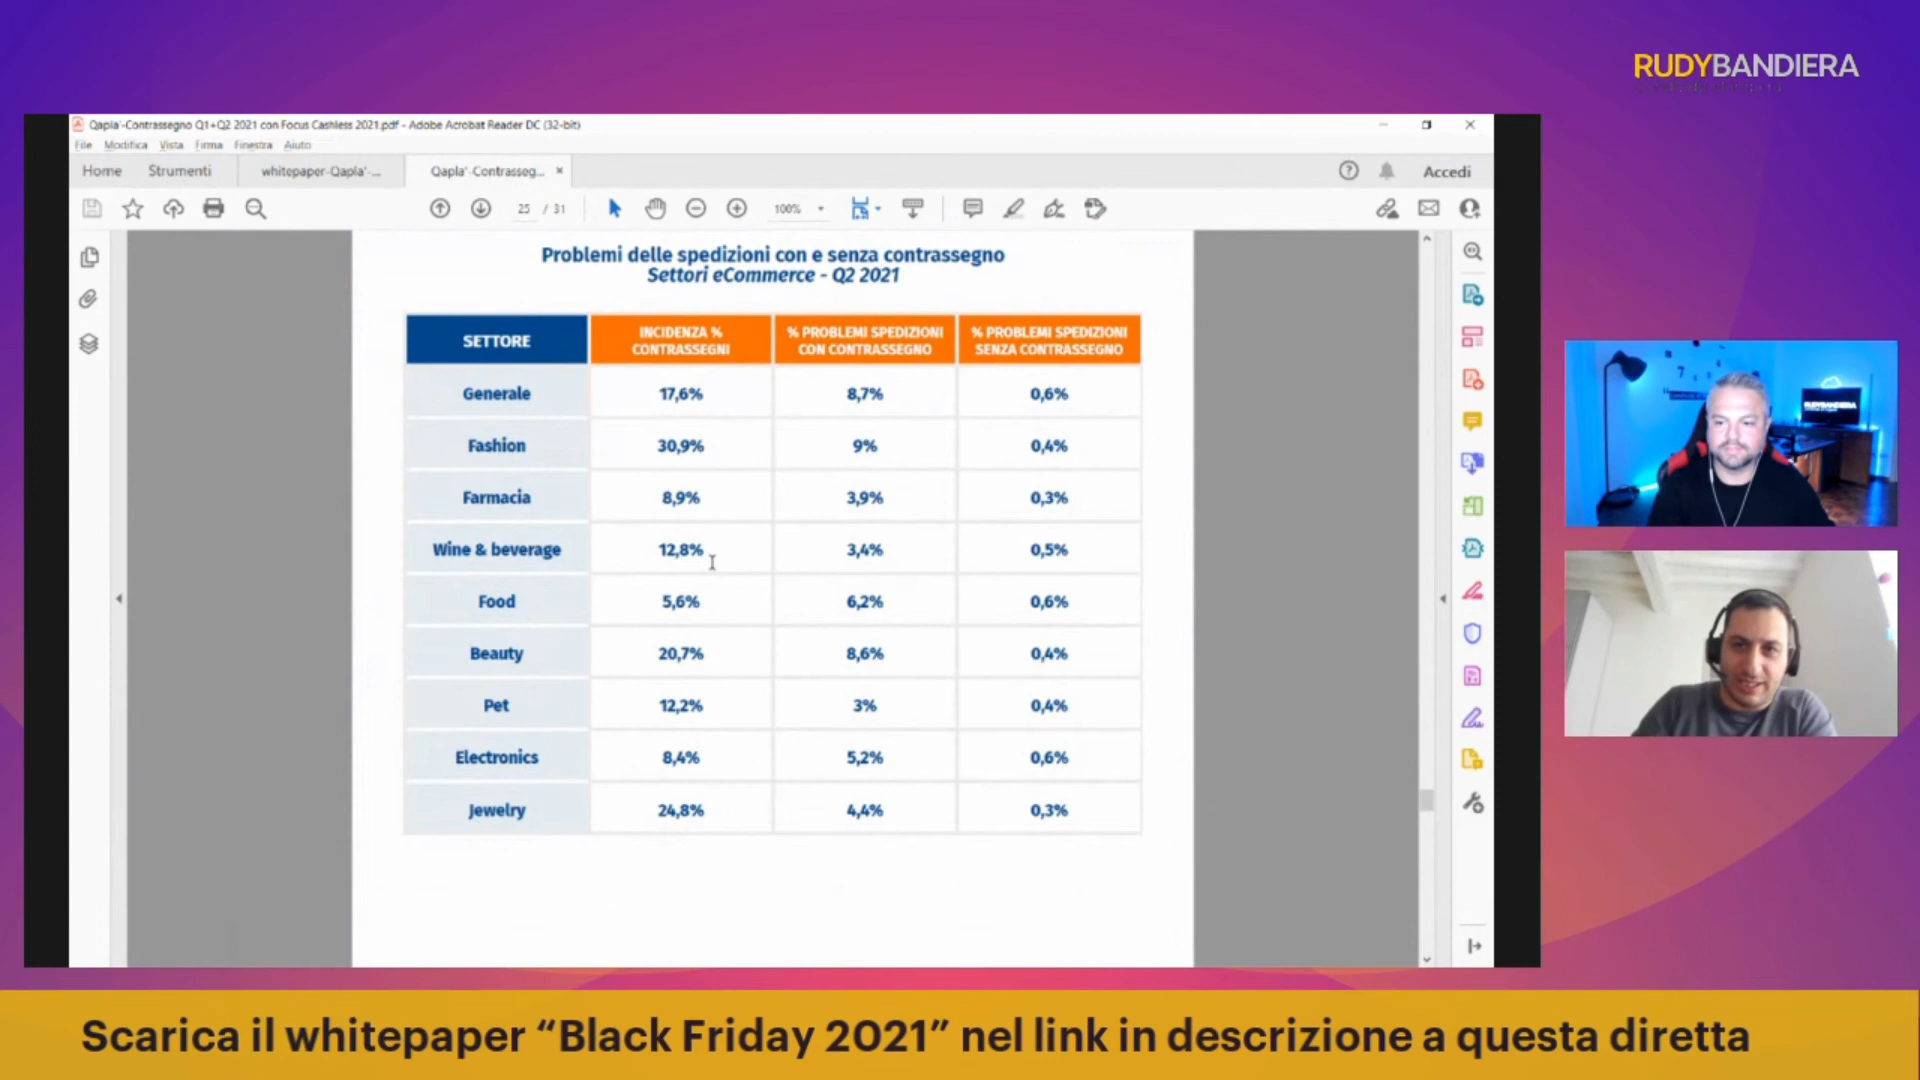 RUDYBANDIERA
Qapla'-Contrassegno Q1+Q2 2021 con Focus Cashless 2021.pdf - Adobe Acrobat Reader DC (32-bit)
File Modifica Vista Firma Finestra Aiuto
Home Strumenti whitepaper-Qapla'-... Qapla'-Contrasseg... × Accedi
25 / 31 100%
Problemi delle spedizioni con e senza contrassegno
Settori eCommerce - Q2 2021
SETTORE INCIDENZA % CONTRASSEGNI % PROBLEMI SPEDIZIONI CON CONTRASSEGNO % PROBLEMI SPEDIZIONI SENZA CONTRASSEGNO
Generale 17,6% 8,7% 0,6%
Fashion 30,9% 9% 0,4%
Farmacia 8,9% 3,9% 0,3%
Wine & beverage 12,8% 3,4% 0,5%
Food 5,6% 6,2% 0,6%
Beauty 20,7% 8,6% 0,4%
Pet 12,2% 3% 0,4%
Electronics 8,4% 5,2% 0,6%
Jewelry 24,8% 4,4% 0,3%
RUDYBANDIERA
Scarica il whitepaper “Black Friday 2021” nel link in descrizione a questa diretta